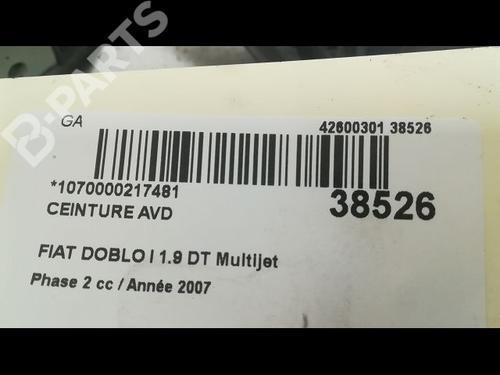 B-PARTS
GA
42600301 38526
*1070000217481
38526
CEINTURE AVD
FIAT DOBLO I 1.9 DT Multijet
Phase 2 cc / Année 2007